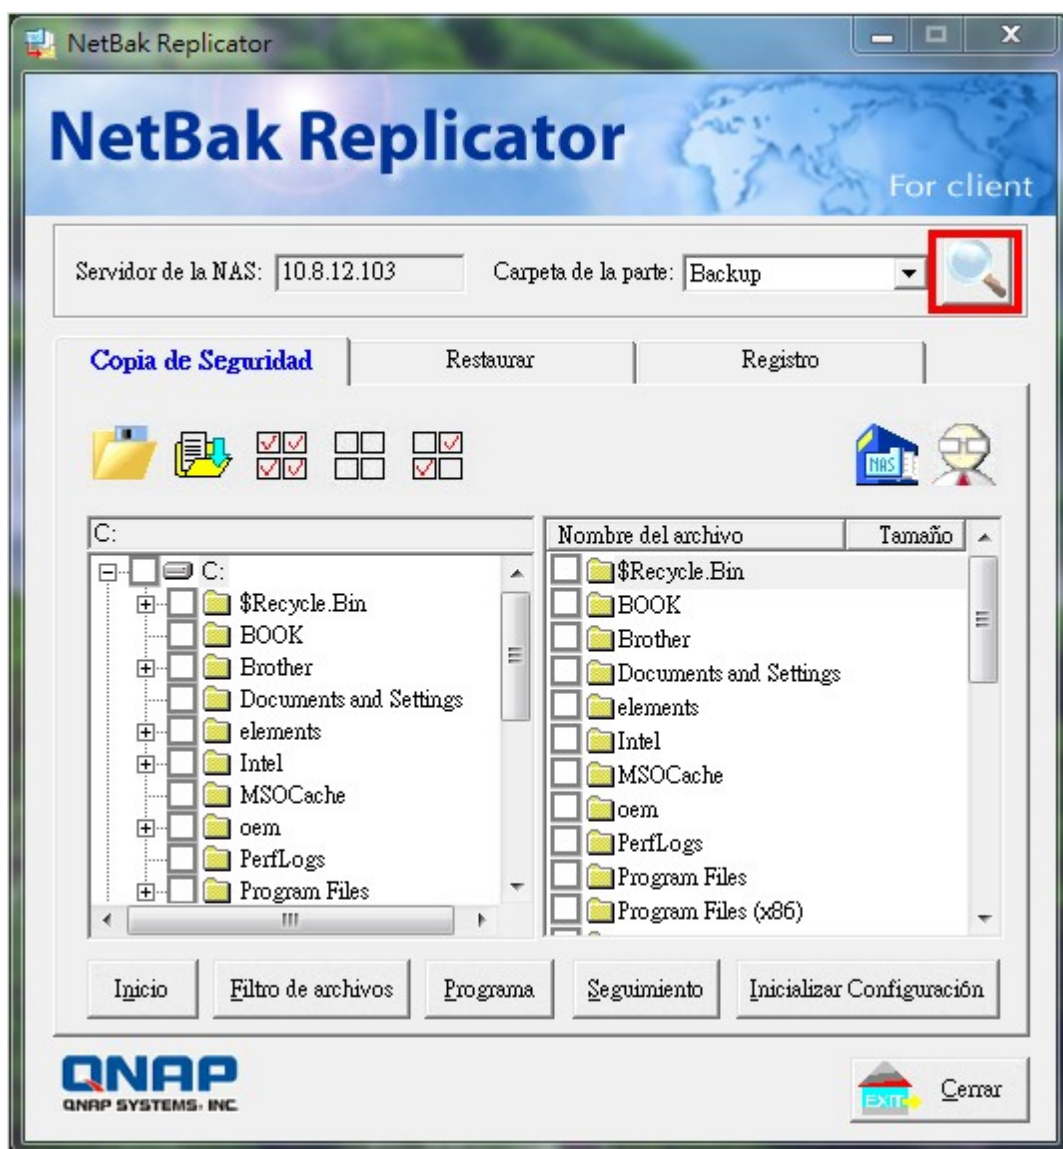 NetBak Replicator
NetBak Replicator
For client
Servidor de la NAS: 10.8.12.103 Carpeta de la parte: Backup
Copia de Seguridad Restaurar Registro
NAS
C:
C:
$Recycle.Bin
BOOK
Brother
Documents and Settings
elements
Intel
MSOCache
oem
PerfLogs
Program Files
Nombre del archivo Tamaño
$Recycle.Bin
BOOK
Brother
Documents and Settings
elements
Intel
MSOCache
oem
PerfLogs
Program Files
Program Files (x86)
Inicio Filtro de archivos Programa Seguimiento Inicializar Configuración
QNAP
QNAP SYSTEMS, INC
EXIT Cerrar